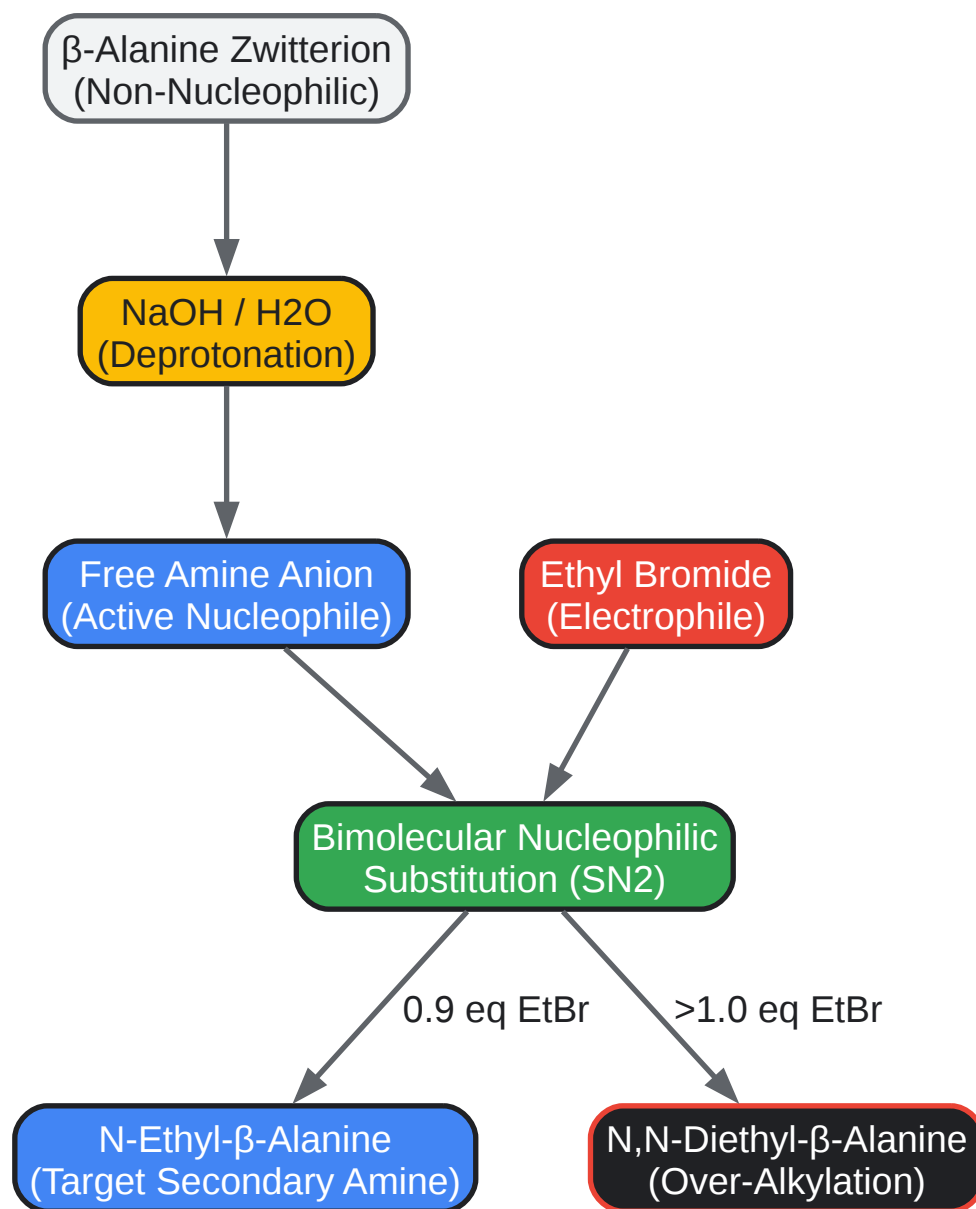 β-Alanine Zwitterion
(Non-Nucleophilic)
NaOH / H2O
(Deprotonation)
Free Amine Anion
(Active Nucleophile)
Ethyl Bromide
(Electrophile)
Bimolecular Nucleophilic
Substitution (SN2)
0.9 eq EtBr
>1.0 eq EtBr
N-Ethyl-β-Alanine
(Target Secondary Amine)
N,N-Diethyl-β-Alanine
(Over-Alkylation)